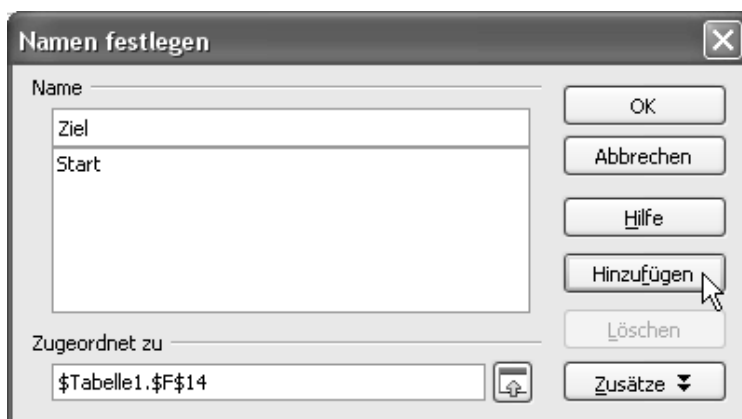 Namen festlegen
Name
Ziel
Start
OK
Abbrechen
Hilfe
Hinzufügen
Löschen
Zugeordnet zu
$Tabelle1.$F$14
Zusätze